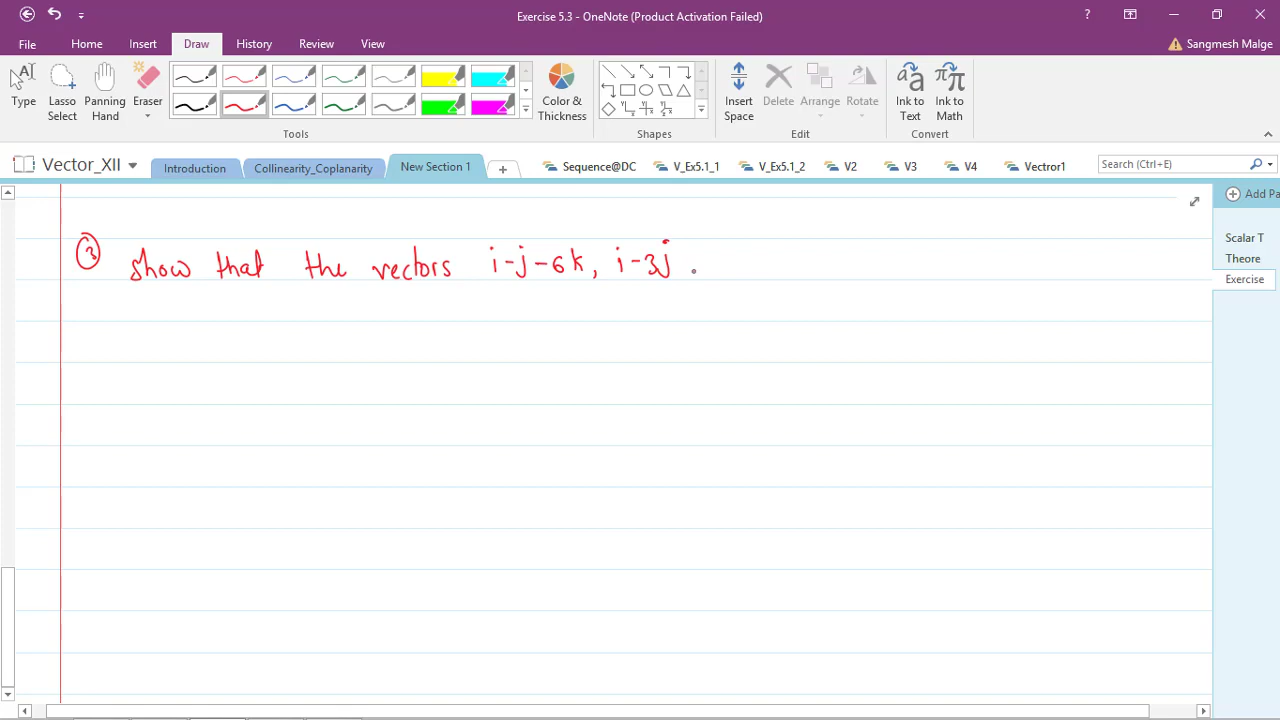 Exercise 5.3 - OneNote (Product Activation Failed)
?
File Home Insert Draw History Review View Sangmesh Malge
Type Lasso Select Panning Hand Eraser Color & Thickness Insert Space Delete Arrange Rotate Ink to Text Ink to Math
Tools Shapes Edit Convert
Vector_XII Introduction Collinearity_Coplanarity New Section 1 Sequence@DC V_Ex5.1_1 V_Ex5.1_2 V2 V3 V4 Vectror1 Search (Ctrl+E)
Add Pa
Scalar T
Theore
Exercise
③ show that the vectors i-j-6k, i-3j